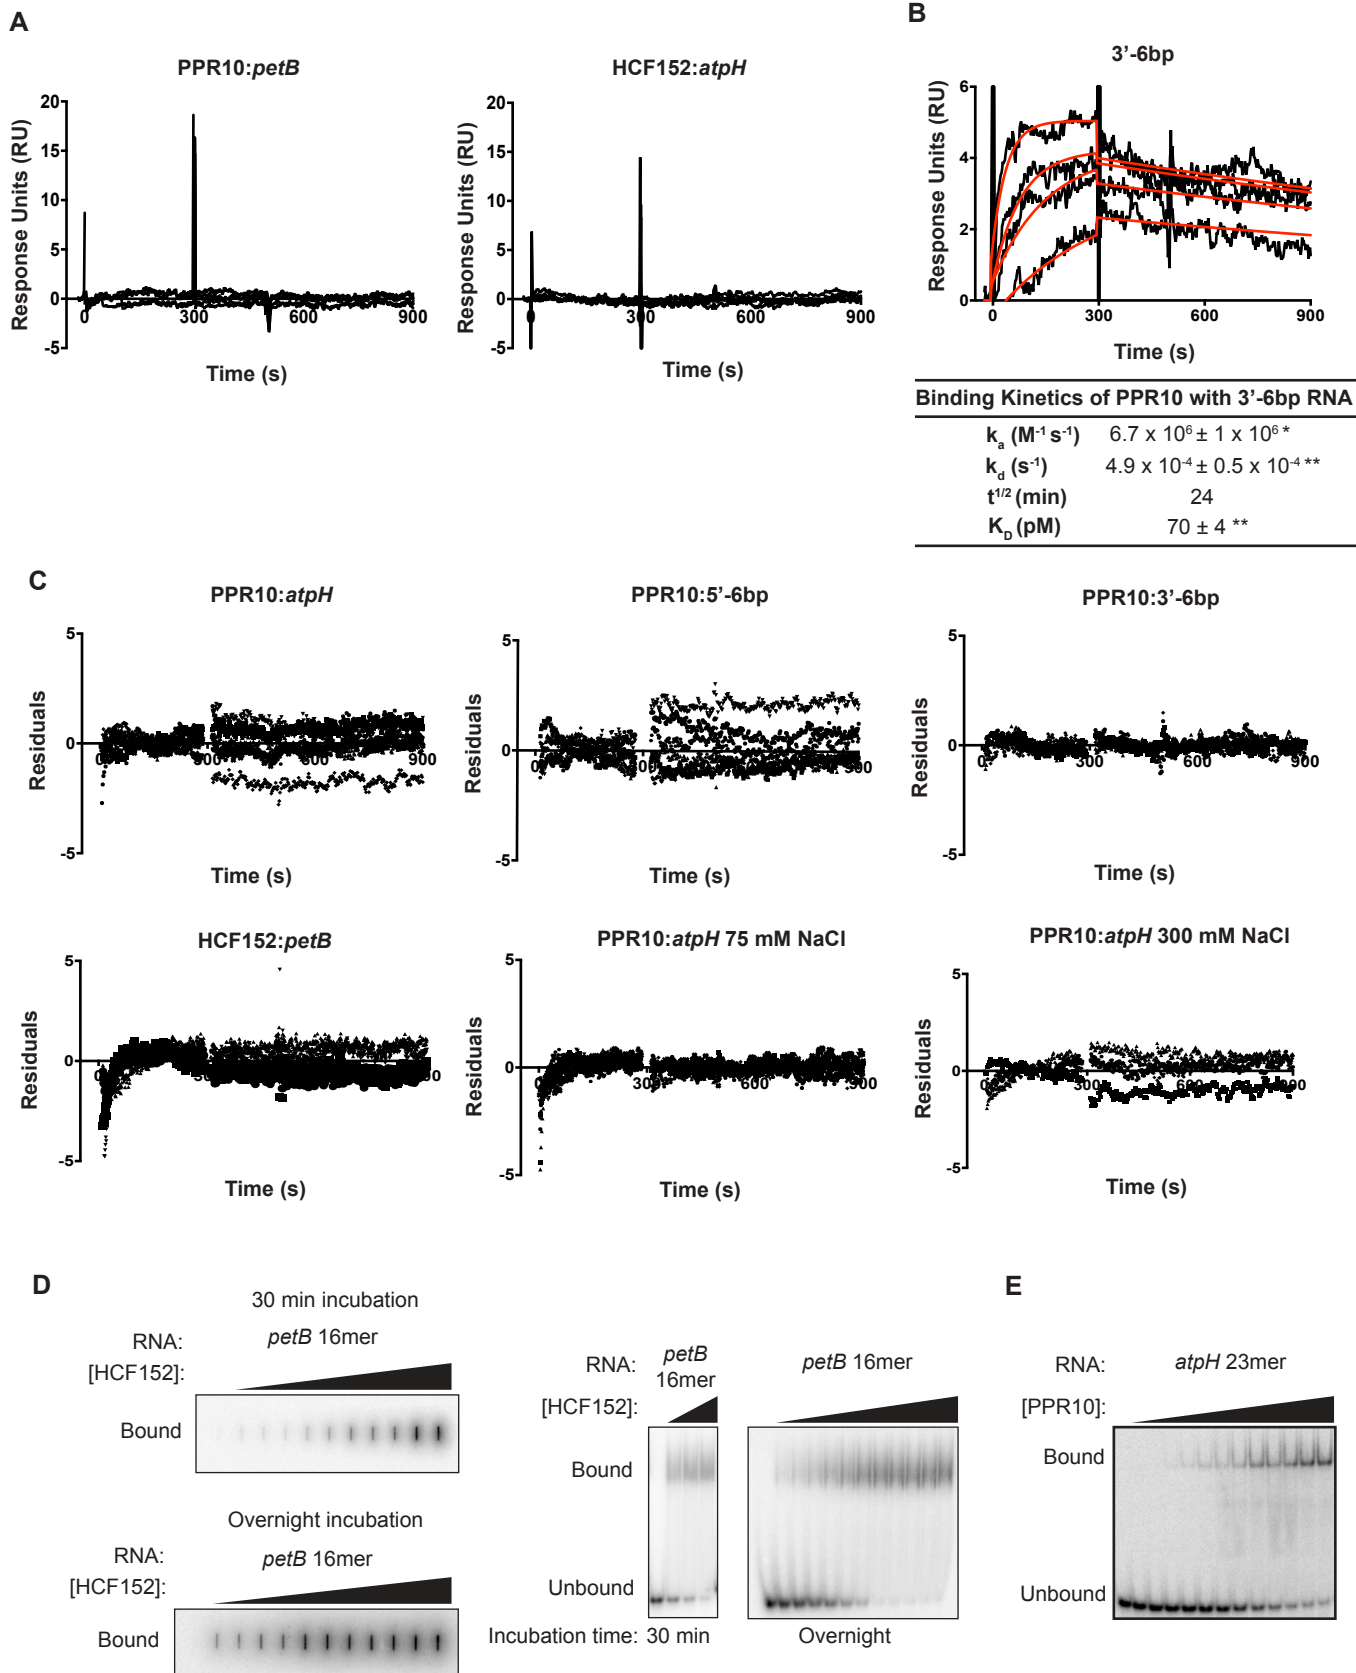 A
PPR10:petB
Response Units (RU)
20
15
10
5
0
-5
0
300
600
900
Time (s)
HCF152:atpH
Response Units (RU)
20
15
10
5
0
-5
0
300
600
900
Time (s)
B
3’-6bp
Response Units (RU)
6
4
2
0
0
300
600
900
Time (s)
Binding Kinetics of PPR10 with 3’-6bp RNA
kₐ (M⁻¹ s⁻¹) 6.7 x 10⁶ ± 1 x 10⁶ *
k_d (s⁻¹) 4.9 x 10⁻⁴ ± 0.5 x 10⁻⁴ **
t¹/² (min) 24
K_D (pM) 70 ± 4 **
C
PPR10:atpH
Residuals
5
0
-5
900
Time (s)
PPR10:5’-6bp
Residuals
5
0
-5
Time (s)
PPR10:3’-6bp
Residuals
5
0
-5
300
600
900
Time (s)
HCF152:petB
Residuals
5
0
-5
Time (s)
PPR10:atpH 75 mM NaCl
Residuals
5
0
-5
0
300
600
900
Time (s)
PPR10:atpH 300 mM NaCl
Residuals
5
0
-5
300
600
900
Time (s)
D
30 min incubation
RNA: petB 16mer
[HCF152]:
Bound
Overnight incubation
RNA: petB 16mer
[HCF152]:
Bound
RNA: petB 16mer
petB 16mer
[HCF152]:
Bound
Unbound
Incubation time: 30 min
Overnight
E
RNA: atpH 23mer
[PPR10]:
Bound
Unbound